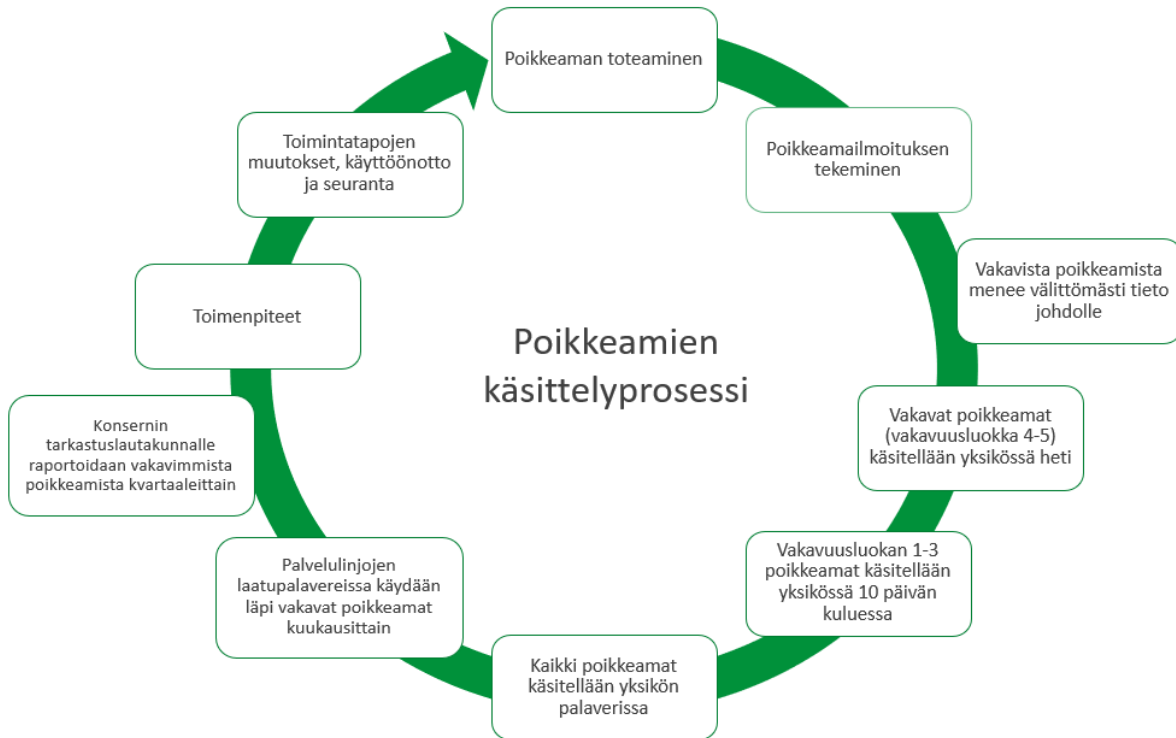 Poikkeaman toteaminen
Poikkeamailmoituksen
tekeminen
Vakavista poikkeamista
menee välittömästi tieto
johdolle
Vakavat poikkeamat
(vakavuusluokka 4-5)
käsitellään yksikössä heti
Vakavuusluokan 1-3
poikkeamat käsitellään
yksikössä 10 päivän
kuluessa
Kaikki poikkeamat
käsitellään yksikön
palaverissa
Palvelulinjojen
laatupalavereissa käydään
läpi vakavat poikkeamat
kuukausittain
Konsernin
tarkastuslautakunnalle
raportoidaan vakavimmista
poikkeamista kvartaaleittain
Toimenpiteet
Toimintatapojen
muutokset, käyttöönotto
ja seuranta
Poikkeamien
käsittelyprosessi